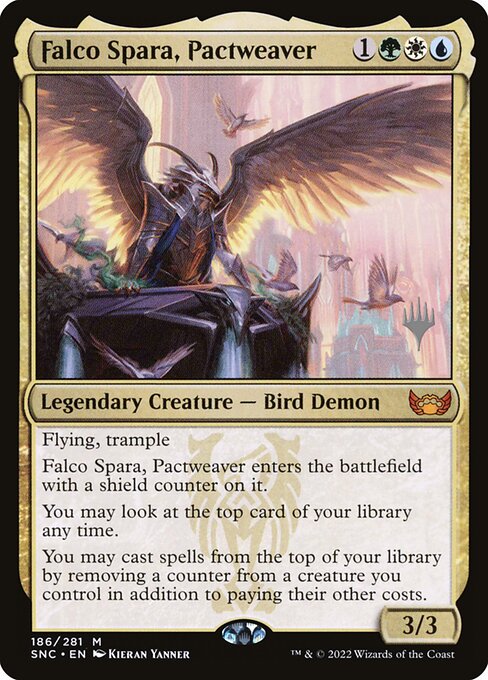 Falco Spara, Pactweaver 1
Legendary Creature — Bird Demon
Flying, trample
Falco Spara, Pactweaver enters the battlefield
with a shield counter on it.
You may look at the top card of your library
any time.
You may cast spells from the top of your library
by removing a counter from a creature you
control in addition to paying their other costs.
3/3
186/281 M
SNC • EN Kieran Yanner
™ & © 2022 Wizards of the Coast